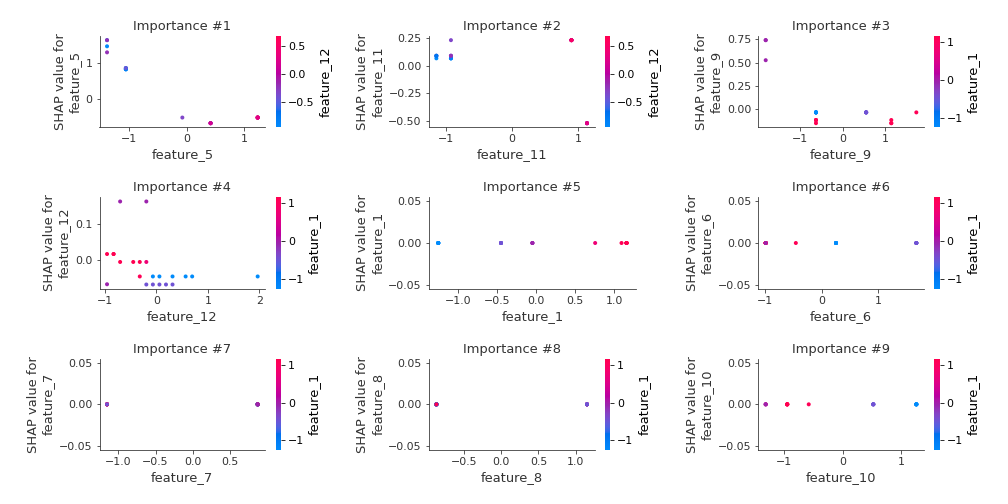 Importance #1
SHAP value for
feature_5
1
0
−1
0
1
feature_5
0.5
0.0
−0.5
feature_12
Importance #2
SHAP value for
feature_11
0.25
0.00
−0.25
−0.50
−1
0
1
feature_11
0.5
0.0
−0.5
feature_12
Importance #3
SHAP value for
feature_9
0.75
0.50
0.25
0.00
−1
0
1
feature_9
1
0
−1
feature_1
Importance #4
SHAP value for
feature_12
0.1
0.0
−1
0
1
2
feature_12
1
0
−1
feature_1
Importance #5
SHAP value for
feature_1
0.05
0.00
−0.05
−1.0
−0.5
0.0
0.5
1.0
feature_1
Importance #6
SHAP value for
feature_6
0.05
0.00
−0.05
−1
0
1
feature_6
1
0
−1
feature_1
Importance #7
SHAP value for
feature_7
0.05
0.00
−0.05
−1.0
−0.5
0.0
0.5
feature_7
1
0
−1
feature_1
Importance #8
SHAP value for
feature_8
0.05
0.00
−0.05
−0.5
0.0
0.5
1.0
feature_8
1
0
−1
feature_1
Importance #9
SHAP value for
feature_10
0.05
0.00
−0.05
−1
0
1
feature_10
1
0
−1
feature_1